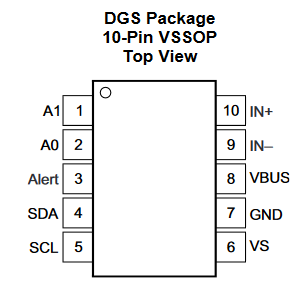 DGS Package
10-Pin VSSOP
Top View
A1 1 10 IN+
A0 2 9 IN–
Alert 3 8 VBUS
SDA 4 7 GND
SCL 5 6 VS